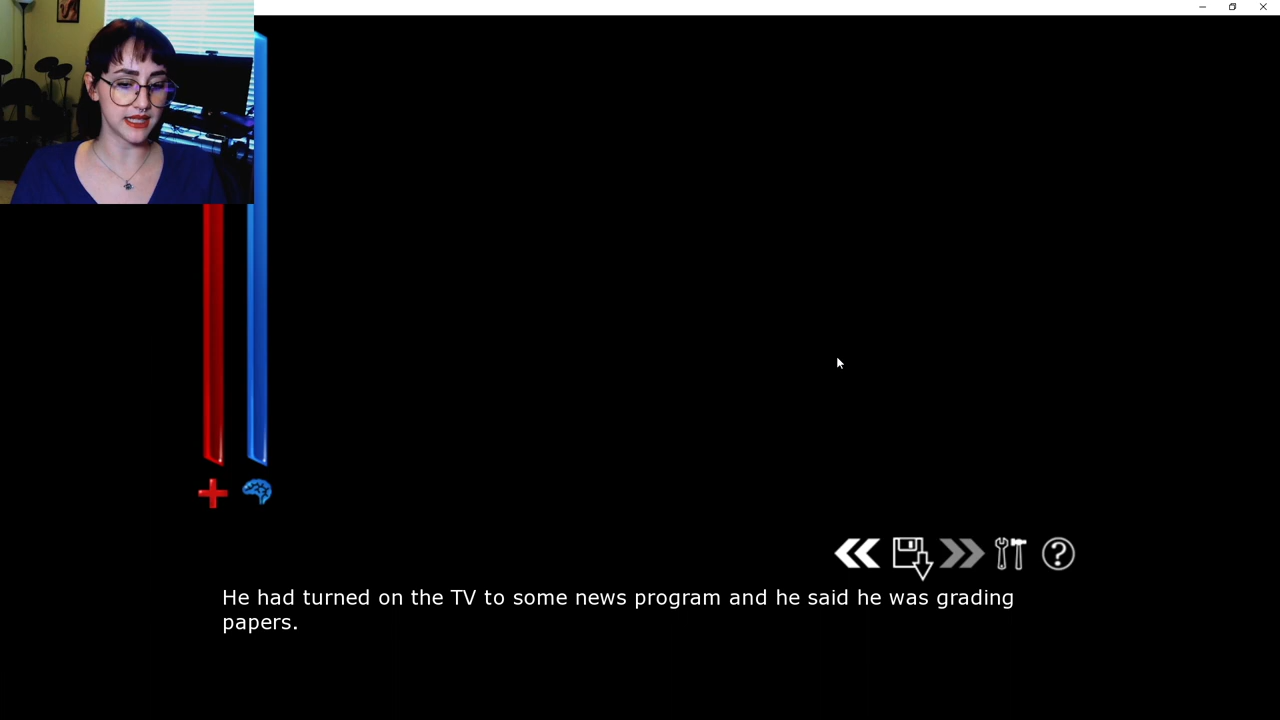 He had turned on the TV to some news program and he said he was grading
papers.